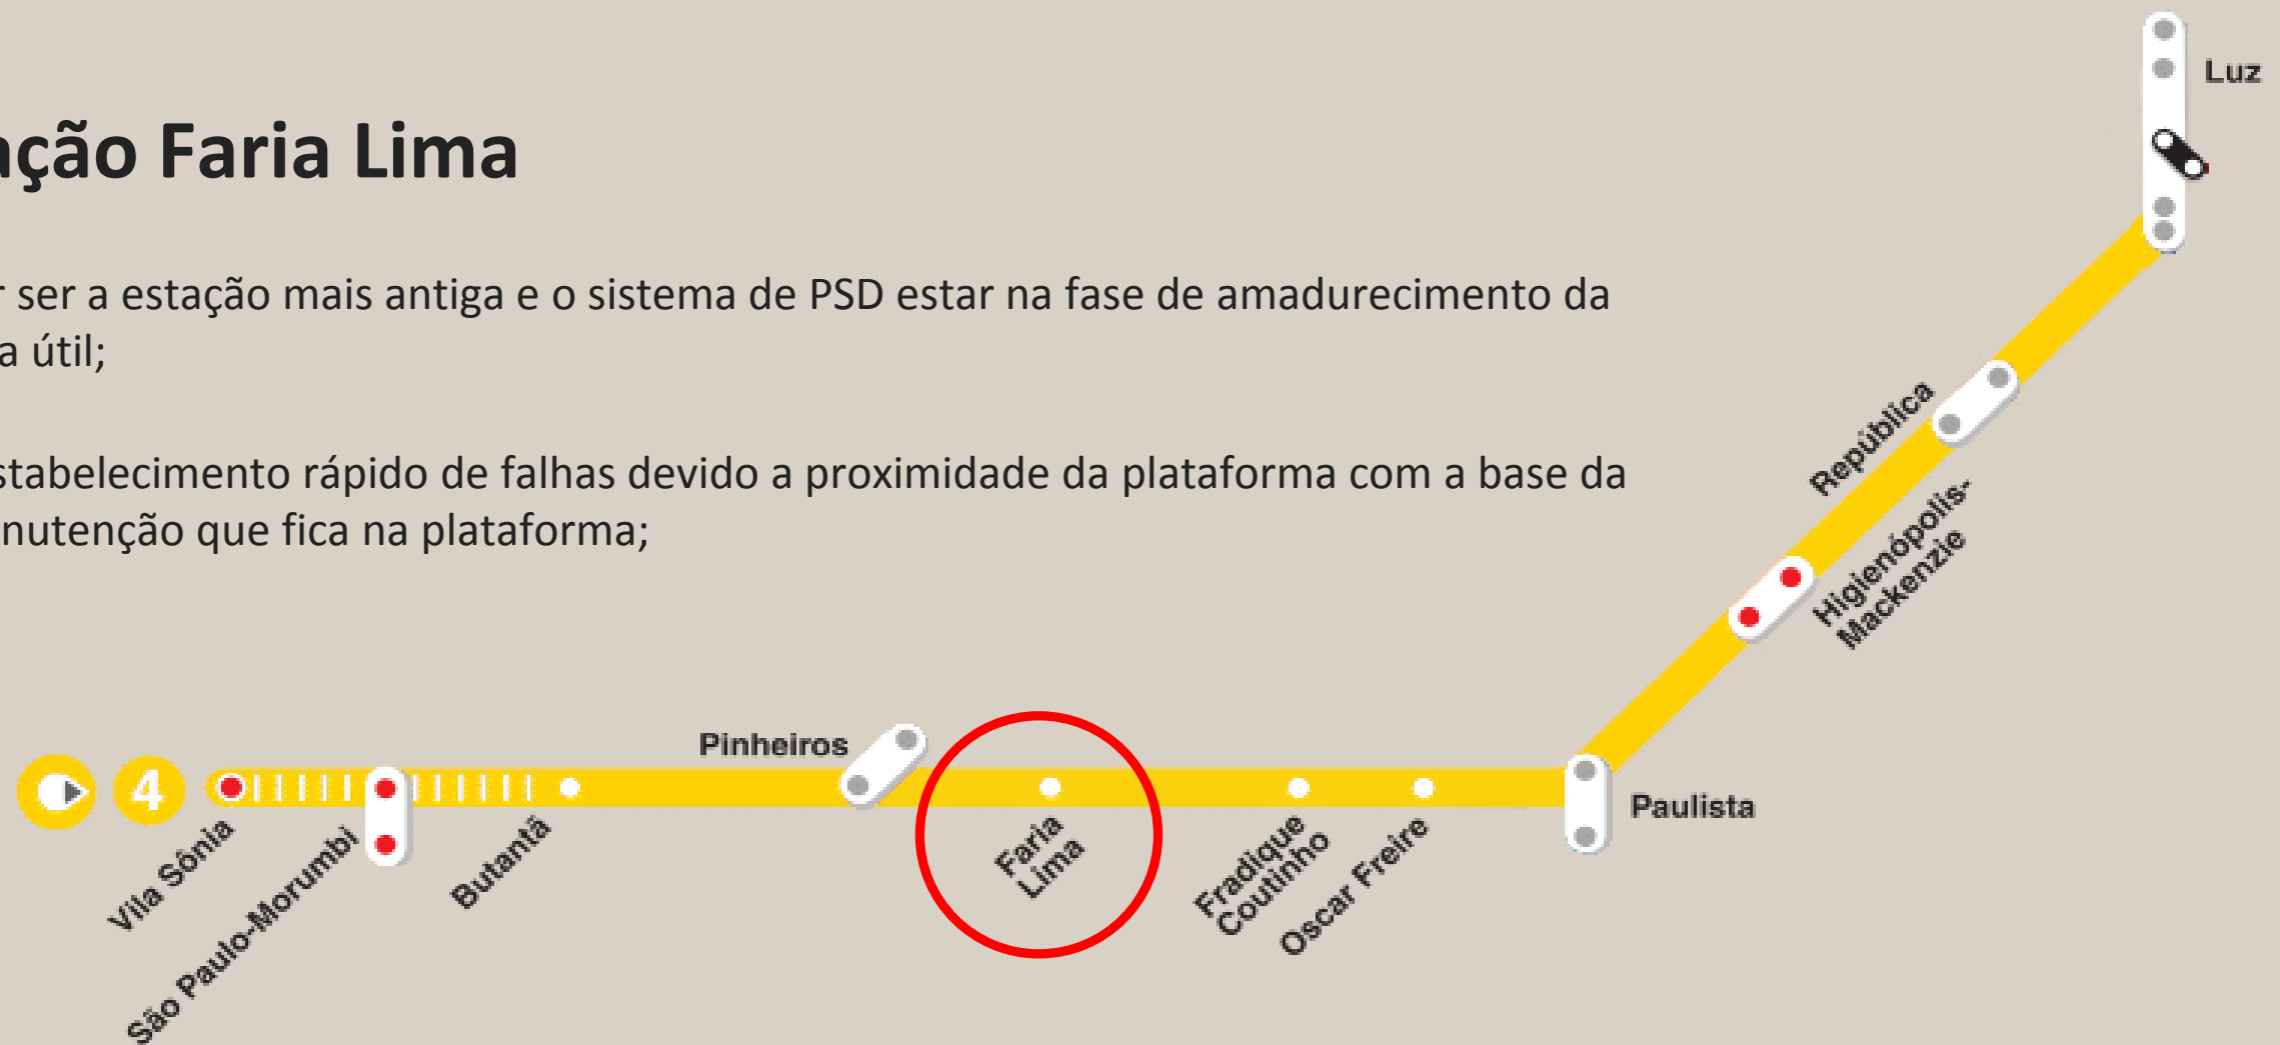 ação Faria Lima
r ser a estação mais antiga e o sistema de PSD estar na fase de amadurecimento da
a útil;
stabelecimento rápido de falhas devido a proximidade da plataforma com a base da
nutenção que fica na plataforma;
Luz
República
Higienópolis-
Mackenzie
Pinheiros
Paulista
4
Vila Sônia
São Paulo-Morumbi
Butantã
Faria
Lima
Fradique
Coutinho
Oscar Freire